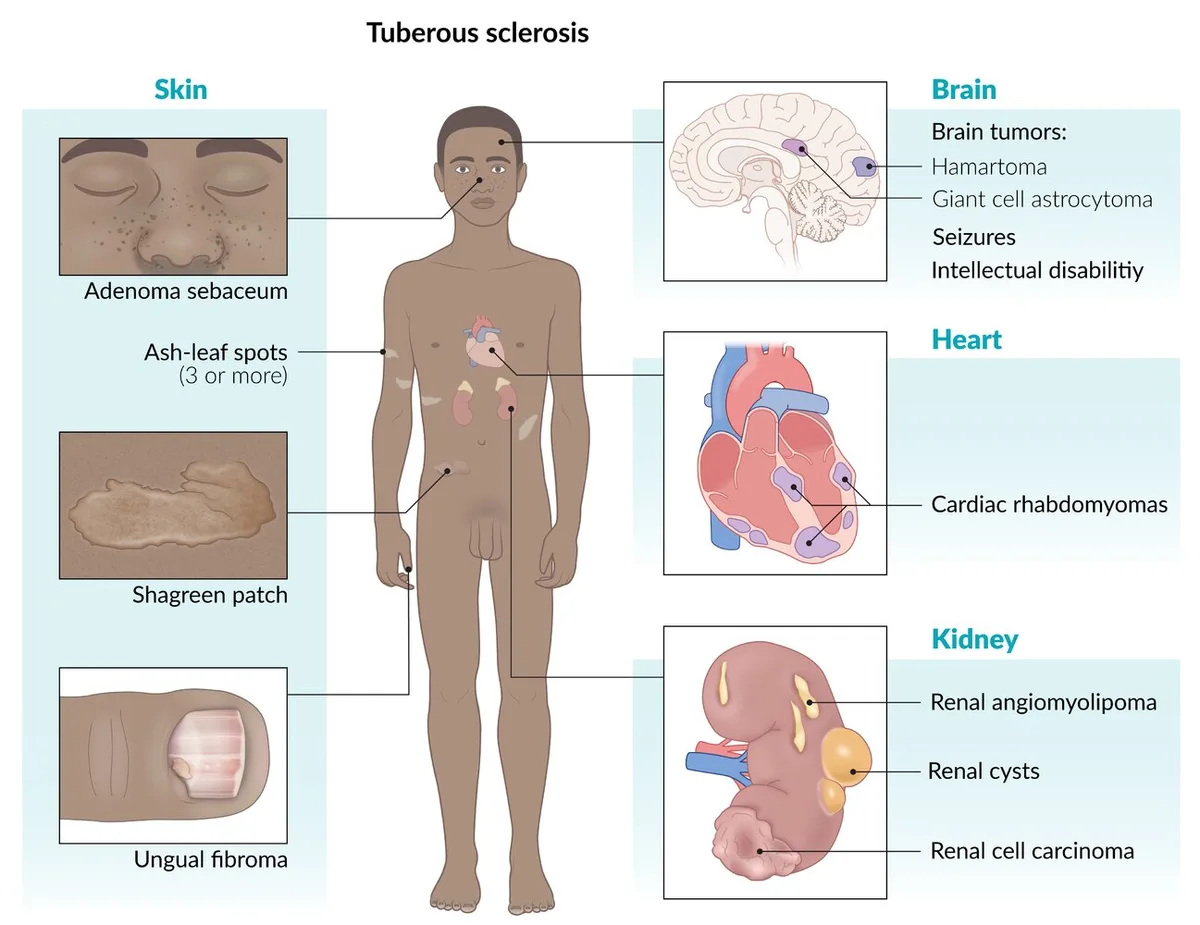 Tuberous sclerosis
Skin
Adenoma sebaceum
Ash-leaf spots
(3 or more)
Shagreen patch
Ungual fibroma
Brain
Brain tumors:
Hamartoma
Giant cell astrocytoma
Seizures
Intellectual disabilitiy
Heart
Cardiac rhabdomyomas
Kidney
Renal angiomyolipoma
Renal cysts
Renal cell carcinoma